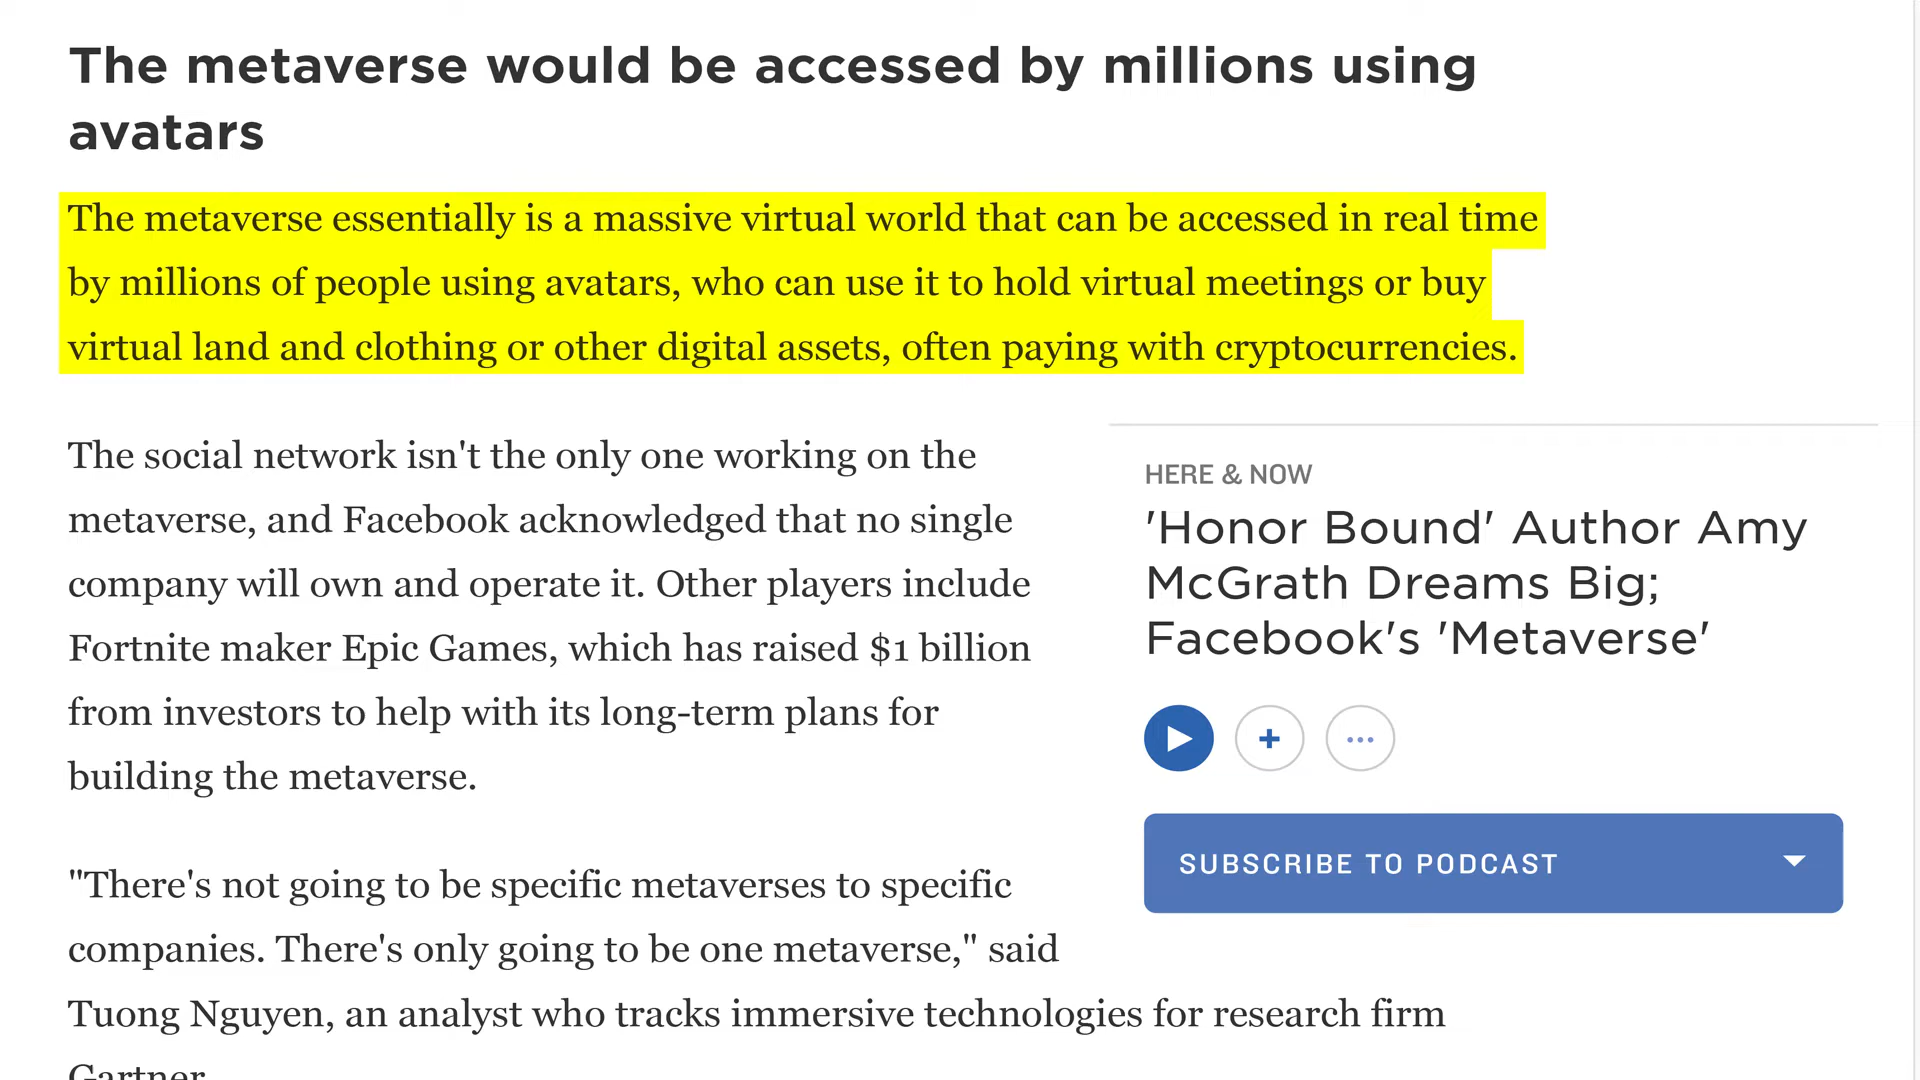 The metaverse would be accessed by millions using
avatars
The metaverse essentially is a massive virtual world that can be accessed in real time
by millions of people using avatars, who can use it to hold virtual meetings or buy
virtual land and clothing or other digital assets, often paying with cryptocurrencies.
The social network isn't the only one working on the
metaverse, and Facebook acknowledged that no single
company will own and operate it. Other players include
Fortnite maker Epic Games, which has raised $1 billion
from investors to help with its long-term plans for
building the metaverse.
"There's not going to be specific metaverses to specific
companies. There's only going to be one metaverse," said
Tuong Nguyen, an analyst who tracks immersive technologies for research firm
Gartner
HERE & NOW
'Honor Bound' Author Amy
McGrath Dreams Big;
Facebook's 'Metaverse'
SUBSCRIBE TO PODCAST